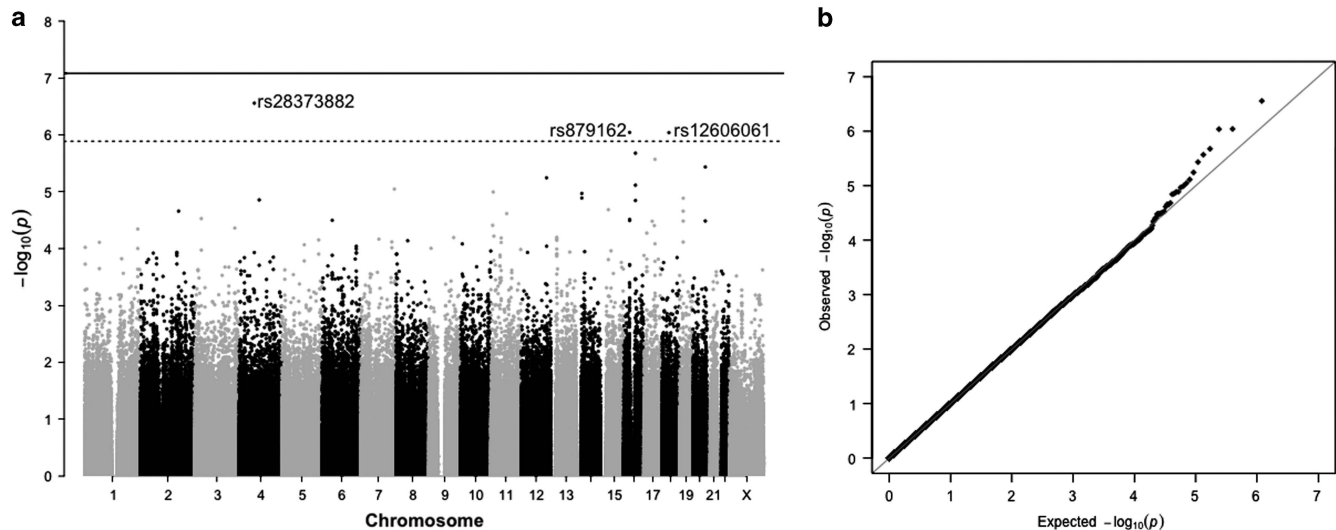 a
8
7
6
5
4
3
2
1
0
−log₁₀(p)
rs28373882
rs879162
rs12606061
1 2 3 4 5 6 7 8 9 10 11 12 13 15 17 19 21 X
Chromosome
b
7
6
5
4
3
2
1
0
Observed −log₁₀(p)
0 1 2 3 4 5 6 7
Expected −log₁₀(p)